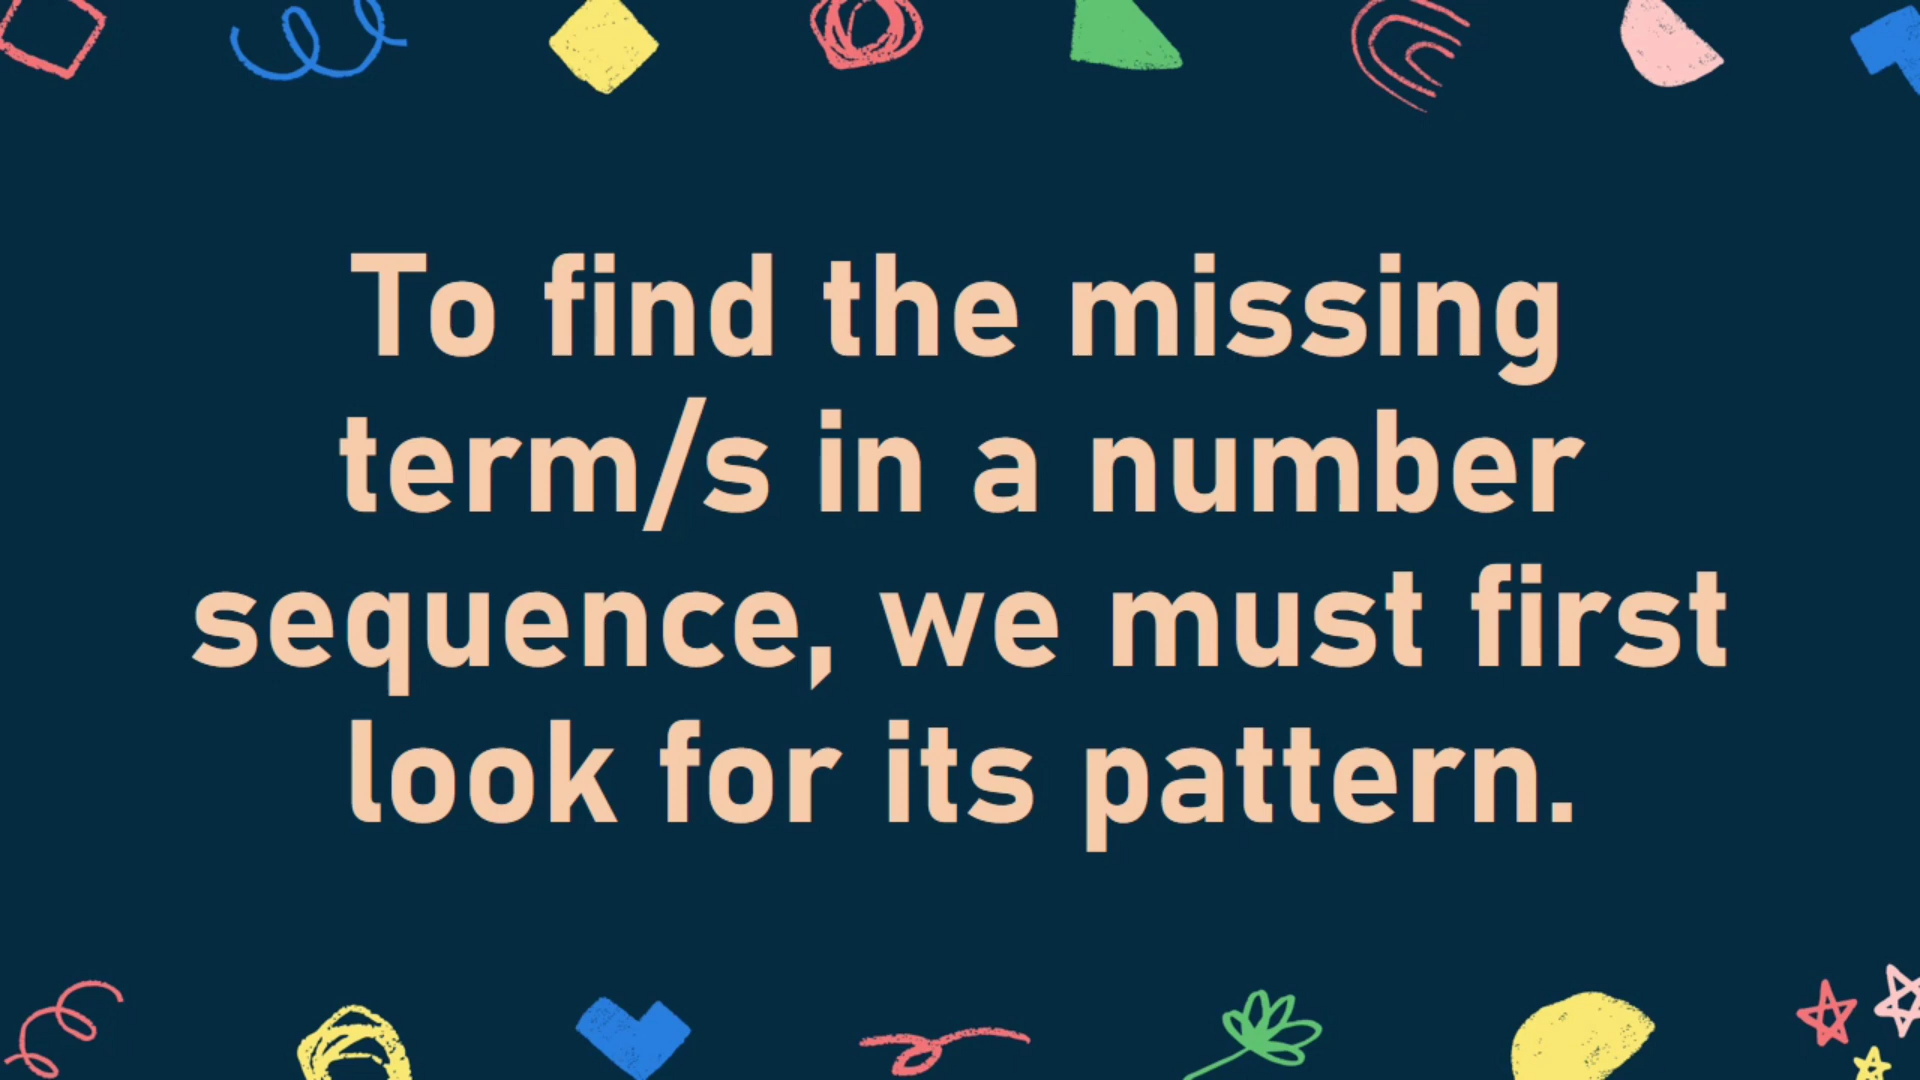 To find the missing
term/s in a number
sequence, we must first
look for its pattern.